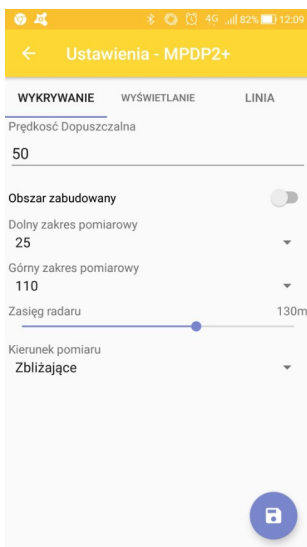 4G 82% 12:09
Ustawienia - MPDP2+
WYKRYWANIE WYŚWIETLANIE LINIA
Prędkosć Dopuszczalna
50
Obszar zabudowany
Dolny zakres pomiarowy
25
Górny zakres pomiarowy
110
Zasięg radaru 130m
Kierunek pomiaru
Zbliżające